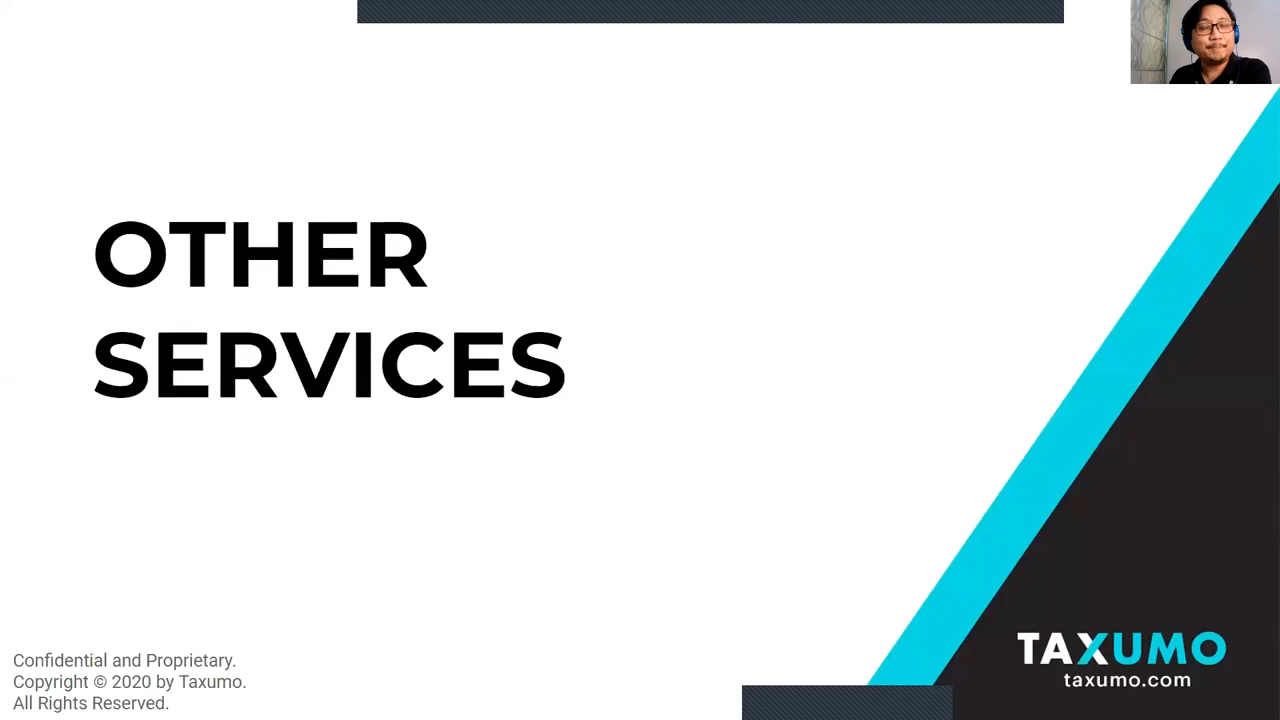 OTHER
SERVICES
Confidential and Proprietary.
Copyright © 2020 by Taxumo.
All Rights Reserved.
TAXUMO
taxumo.com